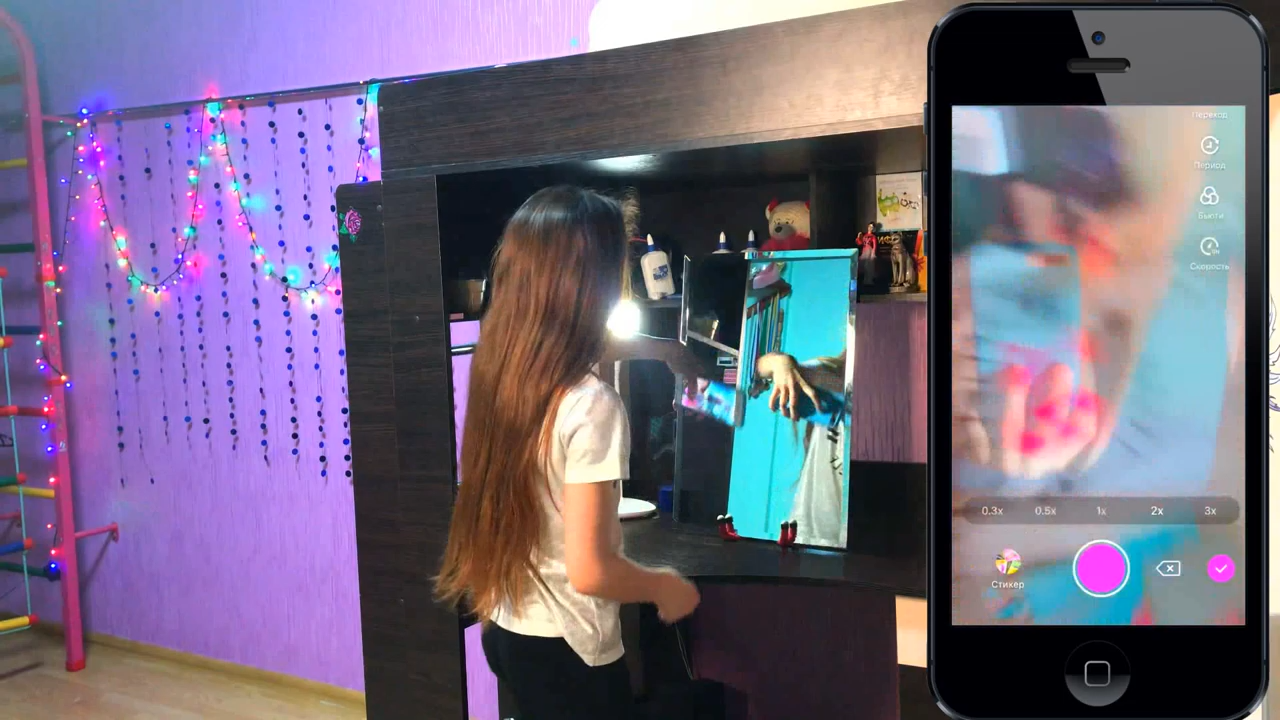 Переход
Период
Бьюти
Скорость
0.3x
0.5x
1x
2x
3x
Стикер